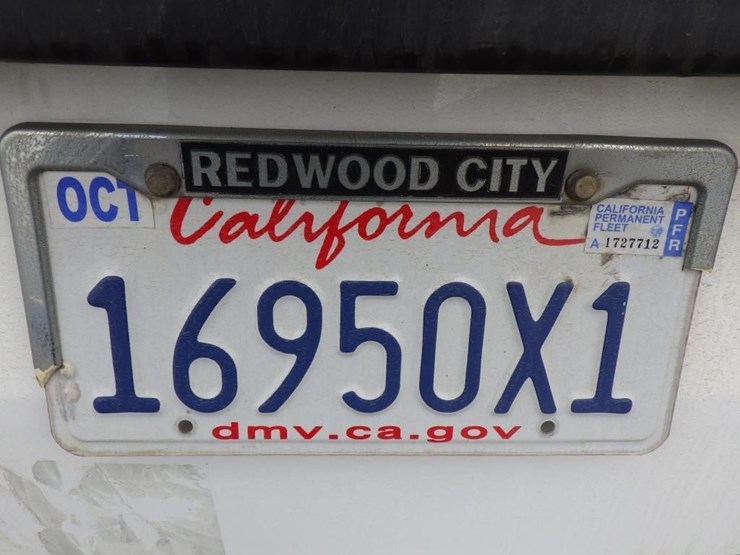 REDWOOD CITY
OCT
California
CALIFORNIA
PERMANENT
FLEET
A 1727712
PFR
16950X1
dmv.ca.gov